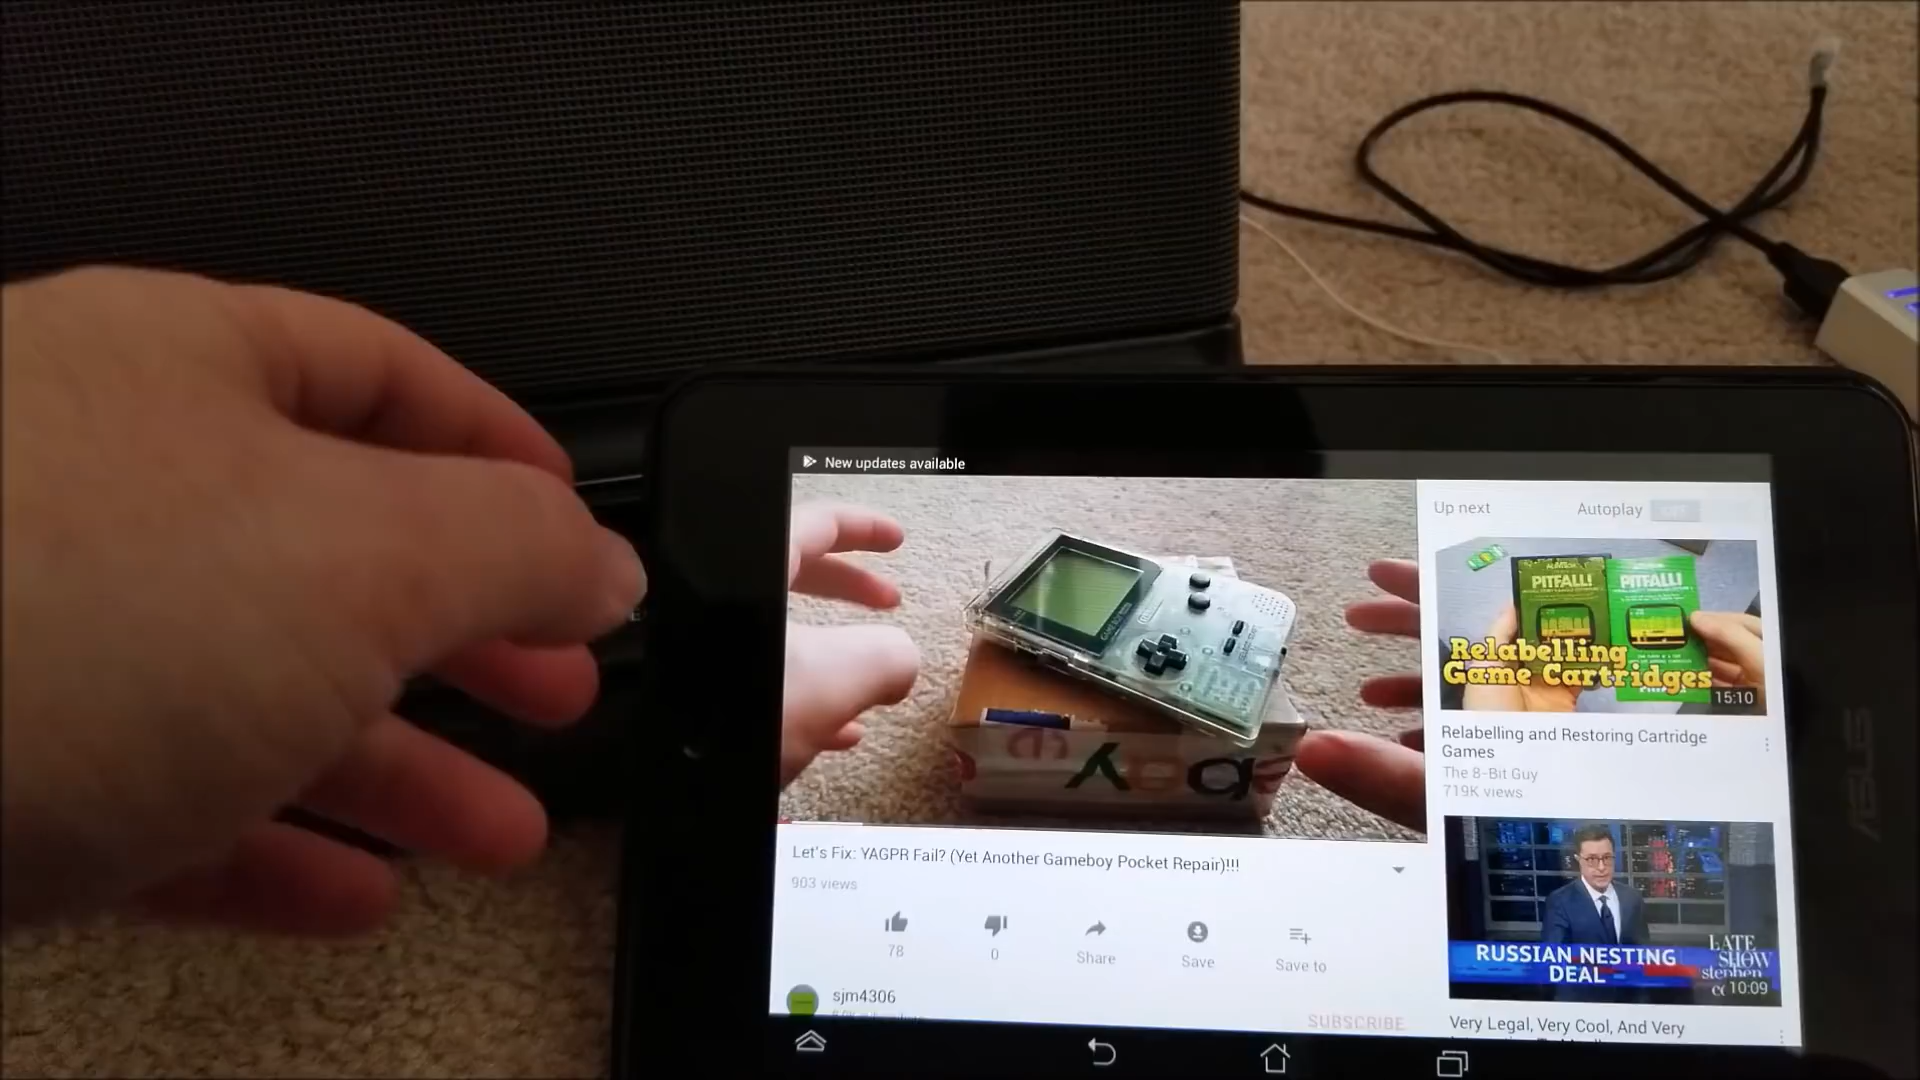 New updates available
Up next
Autoplay
PITFALL!
PITFALL!
Relabelling
Game Cartridges
15:10
Relabelling and Restoring Cartridge
Games
The 8-Bit Guy
719K views
ebay
Let's Fix: YAGPR Fail? (Yet Another Gameboy Pocket Repair)!!!
903 views
78
0
Share
Save
Save to
sjm4306
SUBSCRIBE
RUSSIAN NESTING
DEAL
LATE
SHOW
stephen
10:09
Very Legal, Very Cool, And Very
ASUS